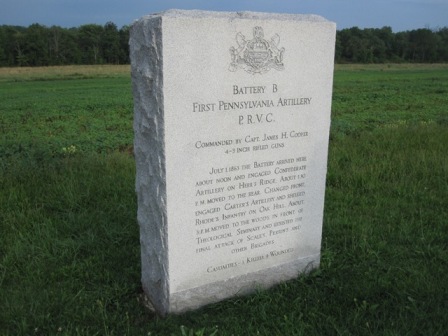 BATTERY B
FIRST PENNSYLVANIA ARTILLERY
P.R.V.C.
COMMANDED BY CAPT. JAMES H. COOPER
4-3 INCH RIFLED GUNS
JULY 1 1863 THE BATTERY ARRIVED HERE
ABOUT NOON AND ENGAGED CONFEDERATE
ARTILLERY ON HERR'S RIDGE. ABOUT 1.30
P.M. MOVED TO THE REAR. CHANGED FRONT,
ENGAGED CARTER'S ARTILLERY AND SHELLED
RHODE'S INFANTRY ON OAK HILL. ABOUT
3 P.M. MOVED TO THE WOODS IN FRONT OF
THEOLOGICAL SEMINARY AND RESISTED THE
FINAL ATTACK OF SCALES PERRIN AND
OTHER BRIGADES.
CASUALTIES